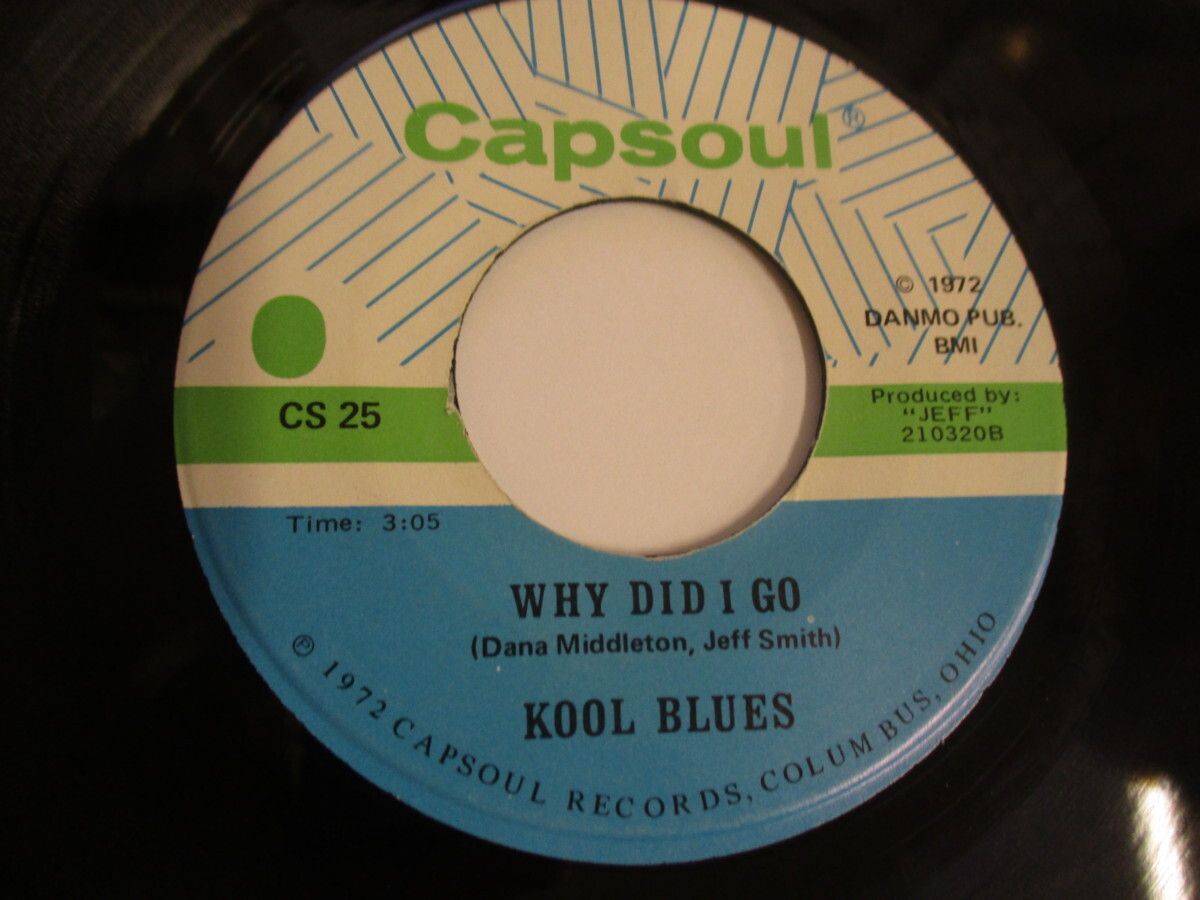 Capsoul®
© 1972
DANMO PUB.
BMI
CS 25
Produced by:
"JEFF"
210320B
Time: 3:05
WHY DID I GO
(Dana Middleton, Jeff Smith)
KOOL BLUES
℗ 1972 CAPSOUL RECORDS, COLUMBUS, OHIO